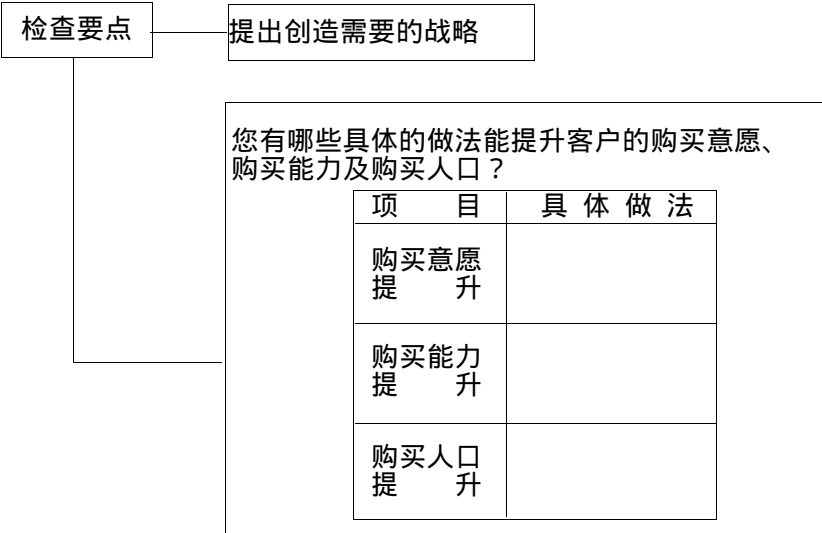 检查要点
提出创造需要的战略
您有哪些具体的做法能提升客户的购买意愿、
购买能力及购买人口？
项 目 具 体 做 法
购买意愿
提 升
购买能力
提 升
购买人口
提 升